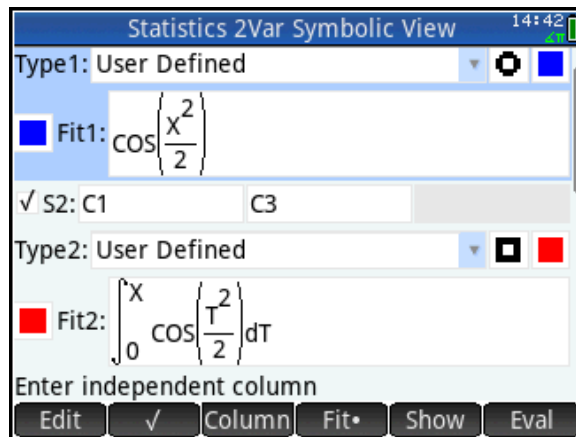 Statistics 2Var Symbolic View 14:42
∡π
Type1: User Defined
Fit1: COS(X²/2)
√ S2: C1 C3
Type2: User Defined
Fit2: ∫₀ˣ COS(T²/2)dT
Enter independent column
Edit √ Column Fit• Show Eval